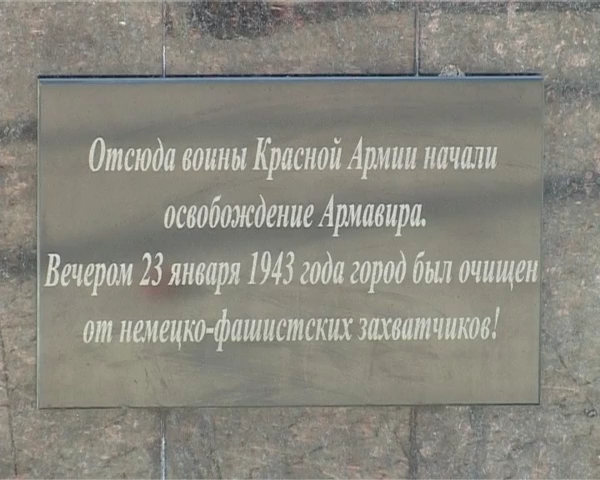 Отсюда воины Красной Армии начали
освобождение Армавира.
Вечером 23 января 1943 года город был очищен
от немецко-фашистских захватчиков!